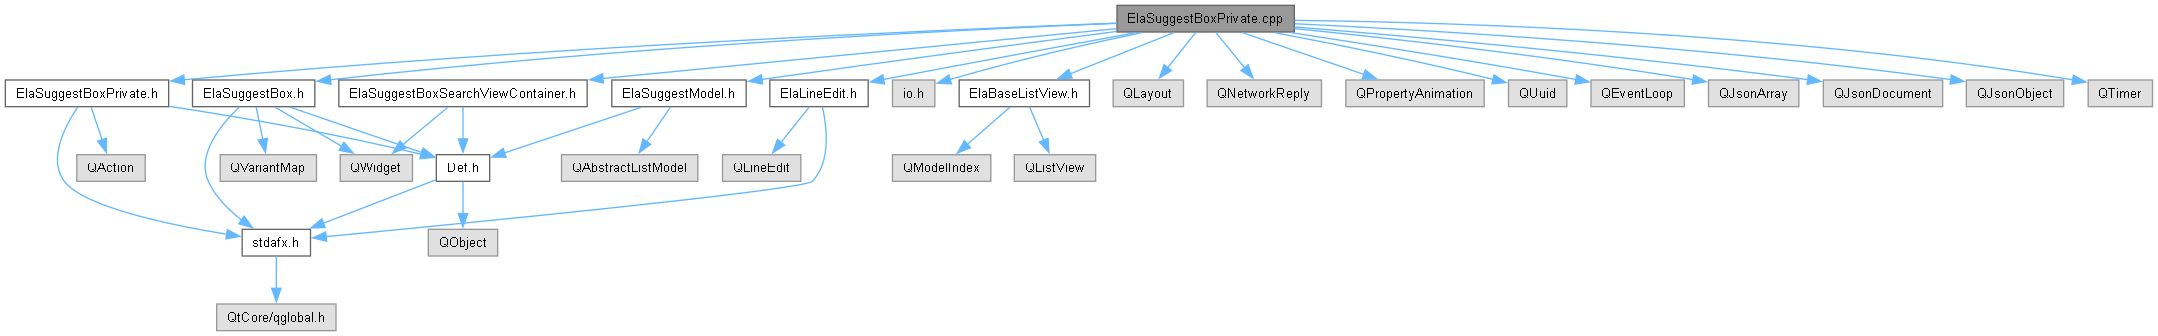 ElaSuggestBoxPrivate.cpp
ElaSuggestBoxPrivate.h
ElaSuggestBox.h
ElaSuggestBoxSearchViewContainer.h
ElaSuggestModel.h
ElaLineEdit.h
io.h
ElaBaseListView.h
QLayout
QNetworkReply
QPropertyAnimation
QUuid
QEventLoop
QJsonArray
QJsonDocument
QJsonObject
QTimer
QAction
QVariantMap
QWidget
Def.h
QAbstractListModel
QLineEdit
QModelIndex
QListView
stdafx.h
QObject
QtCore/qglobal.h